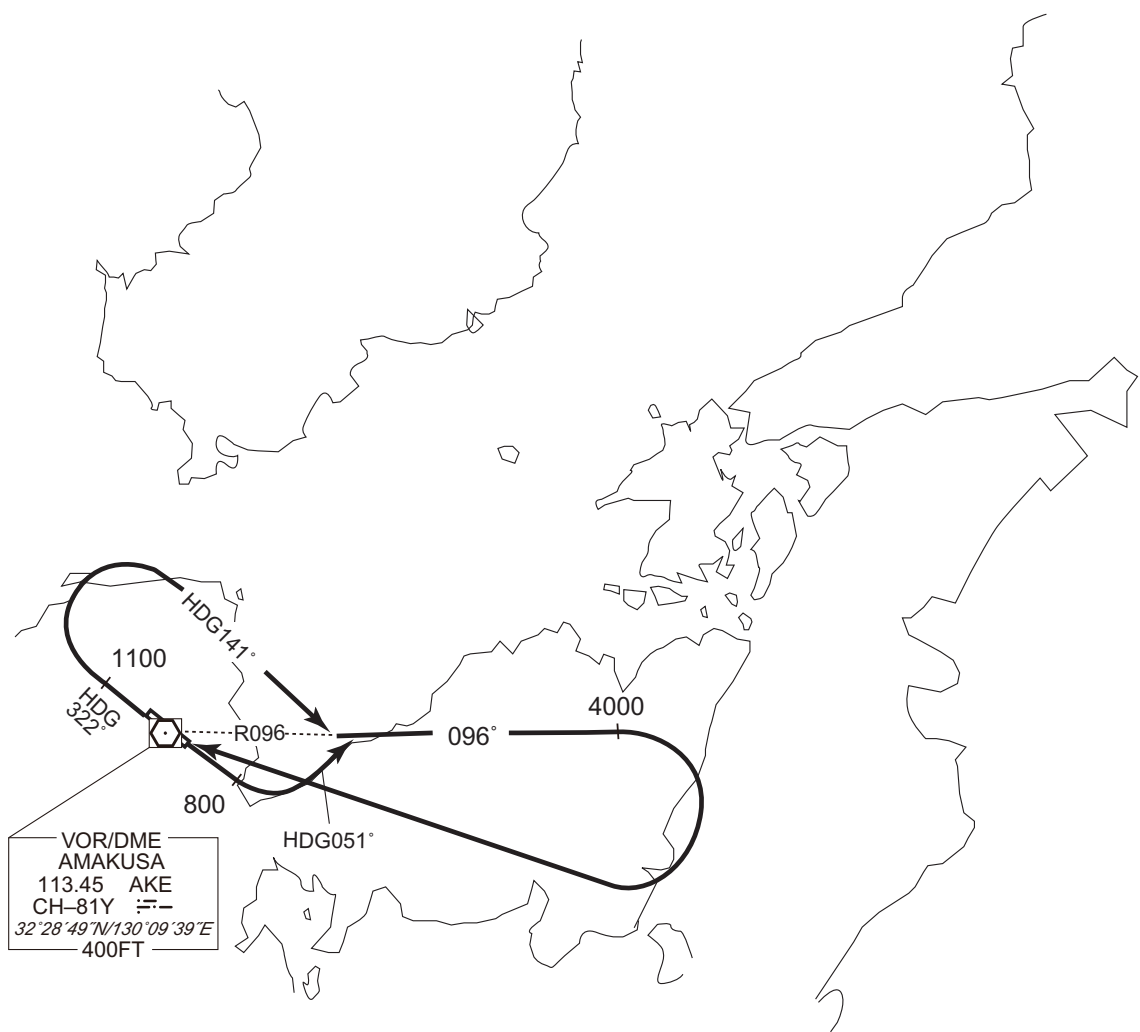 HDG141°
1100
HDG
322°
R096
096°
4000
800
HDG051°
VOR/DME
AMAKUSA
113.45 AKE
CH–81Y
32°28´49˝N/130°09´39˝E
400FT